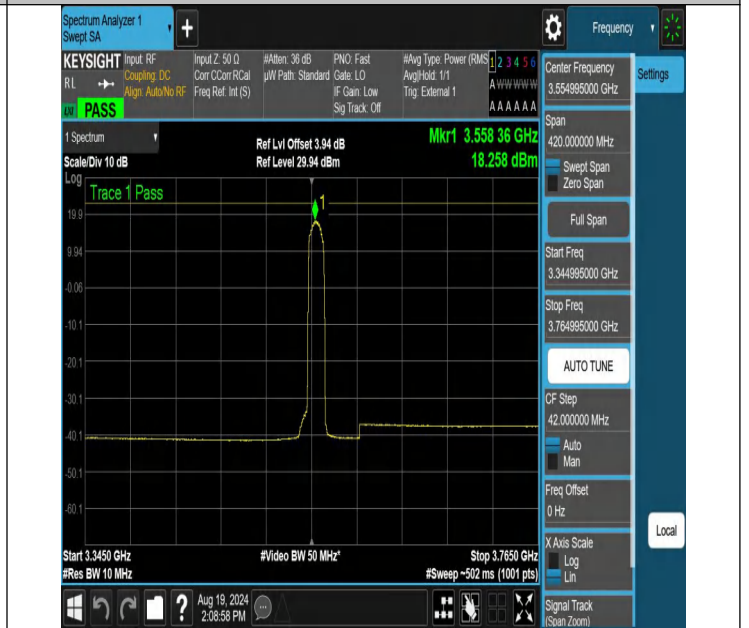 Spectrum Analyzer 1
Swept SA
+
Frequency
KEYSIGHT
RL
PASS
Input: RF
Coupling: DC
Align: Auto/No RF
Input Z: 50 Ω
Corr CCorr RCal
Freq Ref: Int (S)
#Atten: 36 dB
µW Path: Standard
PNO: Fast
Gate: LO
IF Gain: Low
Sig Track: Off
#Avg Type: Power (RMS
Avg|Hold: 1/1
Trig: External 1
1 2 3 4 5 6
A W W W W W
A A A A A A
1 Spectrum
Scale/Div 10 dB
Ref Lvl Offset 3.94 dB
Ref Level 29.94 dBm
Mkr1 3.558 36 GHz
18.258 dBm
Log
Trace 1 Pass
1
19.9
9.94
-0.06
-10.1
-20.1
-30.1
-40.1
-50.1
-60.1
Start 3.3450 GHz
#Res BW 10 MHz
#Video BW 50 MHz*
Stop 3.7650 GHz
#Sweep ~502 ms (1001 pts)
?
Aug 19, 2024
2:08:58 PM
Center Frequency
3.554995000 GHz
Settings
Span
420.000000 MHz
Swept Span
Zero Span
Full Span
Start Freq
3.344995000 GHz
Stop Freq
3.764995000 GHz
AUTO TUNE
CF Step
42.000000 MHz
Auto
Man
Freq Offset
0 Hz
Local
X Axis Scale
Log
Lin
Signal Track
(Span Zoom)